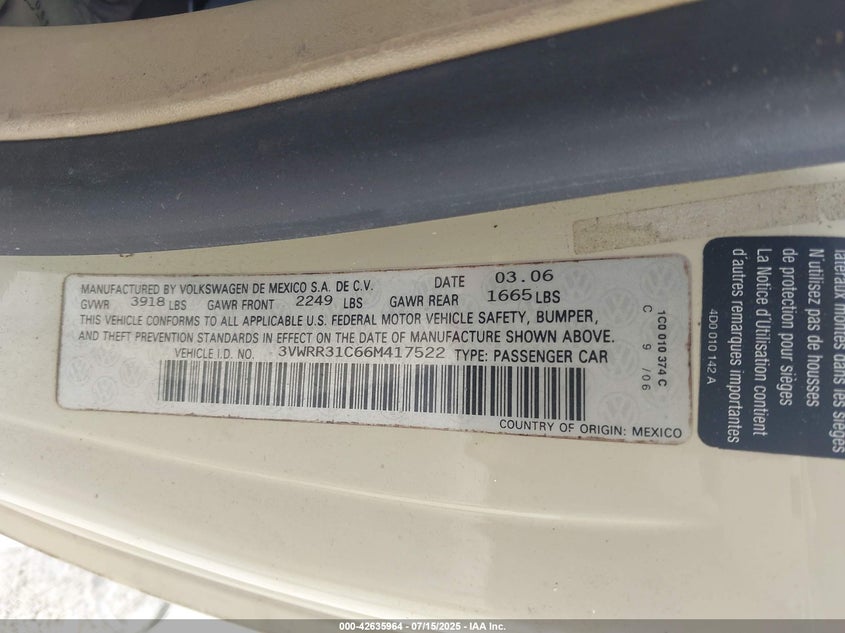 MANUFACTURED BY VOLKSWAGEN DE MEXICO S.A. DE C.V. DATE 03.06
GVWR 3918 LBS GAWR FRONT 2249 LBS GAWR REAR 1665 LBS
THIS VEHICLE CONFORMS TO ALL APPLICABLE U.S. FEDERAL MOTOR VEHICLE SAFETY, BUMPER,
AND THEFT PREVENTION STANDARDS IN EFFECT ON THE DATE OF MANUFACTURE SHOWN ABOVE.
VEHICLE I.D. NO. 3VWRR31C66M417522 TYPE: PASSENGER CAR
COUNTRY OF ORIGIN: MEXICO
1C0 010 374 C
C 9 /06
latéraux montés dans les sièges
N'utilisez pas de housses
de protection pour sièges
La Notice d'Utilisation contient
d'autres remarques importantes
4D0 010 142 A
000-42635964 - 07/15/2025 - IAA Inc.